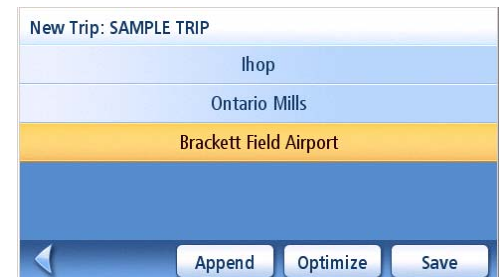 New Trip: SAMPLE TRIP
Ihop
Ontario Mills
Brackett Field Airport
Append Optimize Save